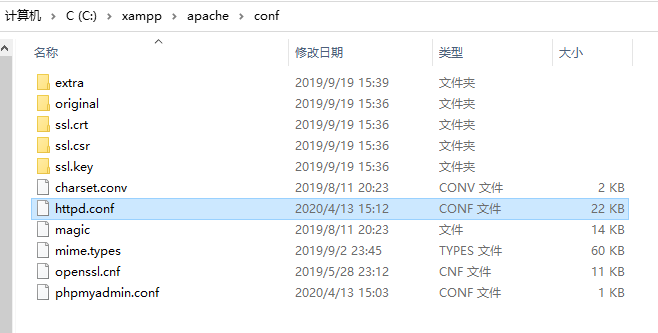 计算机 > C (C:) > xampp > apache > conf
名称 修改日期 类型 大小
extra 2019/9/19 15:39 文件夹
original 2019/9/19 15:36 文件夹
ssl.crt 2019/9/19 15:36 文件夹
ssl.csr 2019/9/19 15:36 文件夹
ssl.key 2019/9/19 15:36 文件夹
charset.conv 2019/8/11 20:23 CONV 文件 2 KB
httpd.conf 2020/4/13 15:12 CONF 文件 22 KB
magic 2019/8/11 20:23 文件 14 KB
mime.types 2019/9/2 23:45 TYPES 文件 60 KB
openssl.cnf 2019/5/28 23:12 CNF 文件 11 KB
phpmyadmin.conf 2020/4/13 15:03 CONF 文件 1 KB